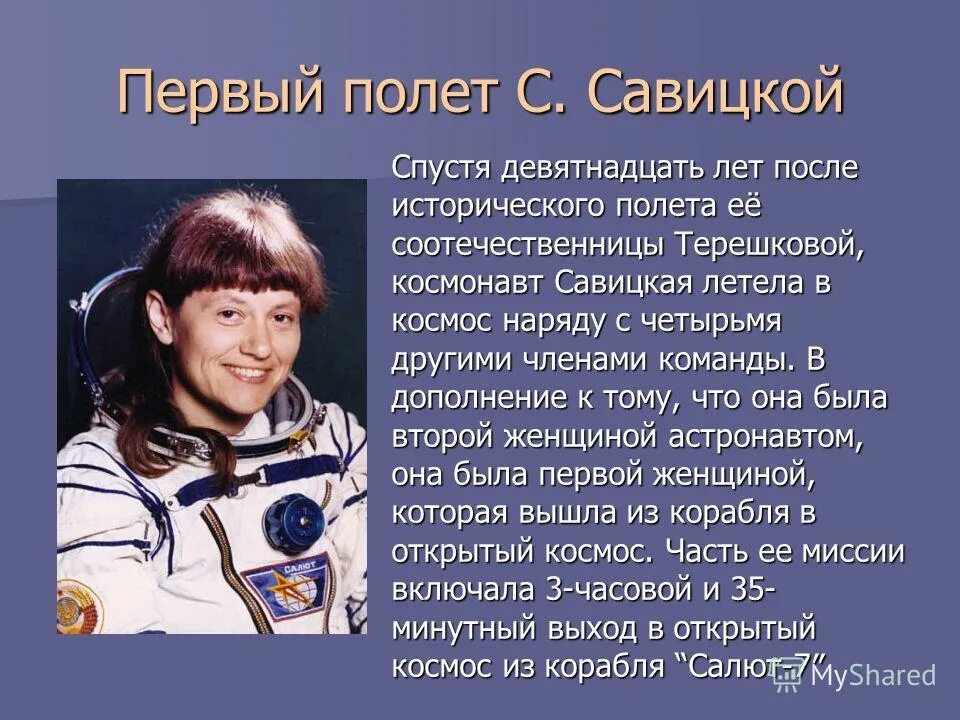 Первый полет С. Савицкой
Спустя девятнадцать лет после
исторического полета её
соотечественницы Терешковой,
космонавт Савицкая летела в
космос наряду с четырьмя
другими членами команды. В
дополнение к тому, что она была
второй женщиной астронавтом,
она была первой женщиной,
которая вышла из корабля в
открытый космос. Часть ее миссии
включала 3-часовой и 35-
минутный выход в открытый
космос из корабля “Салют-7”
САЛЮТ
MyShared